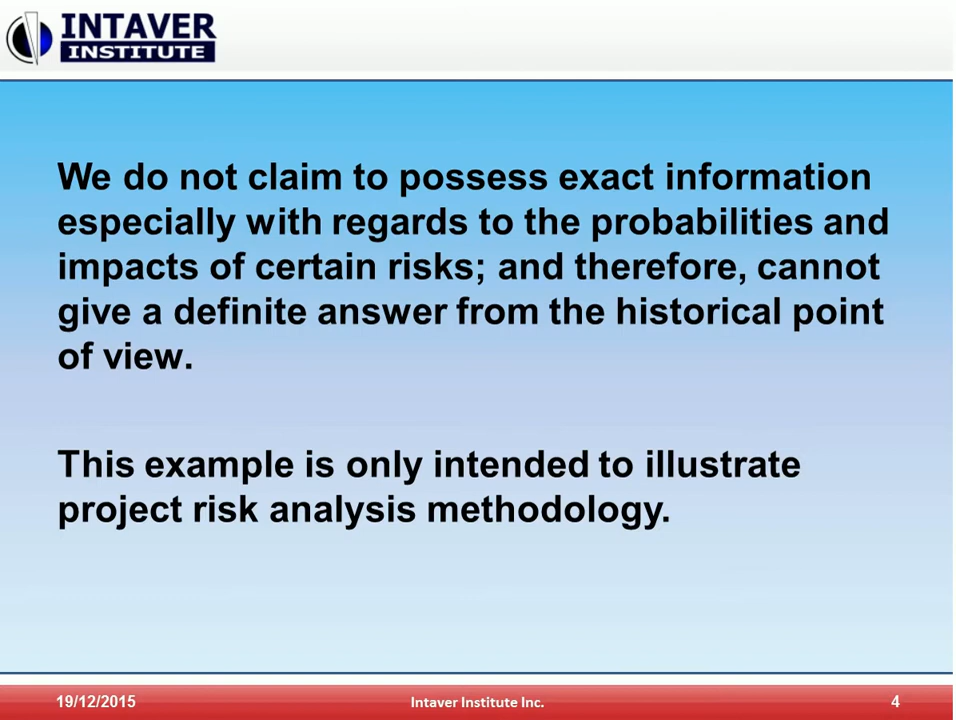 INTAVER
INSTITUTE
We do not claim to possess exact information
especially with regards to the probabilities and
impacts of certain risks; and therefore, cannot
give a definite answer from the historical point
of view.
This example is only intended to illustrate
project risk analysis methodology.
19/12/2015 Intaver Institute Inc. 4